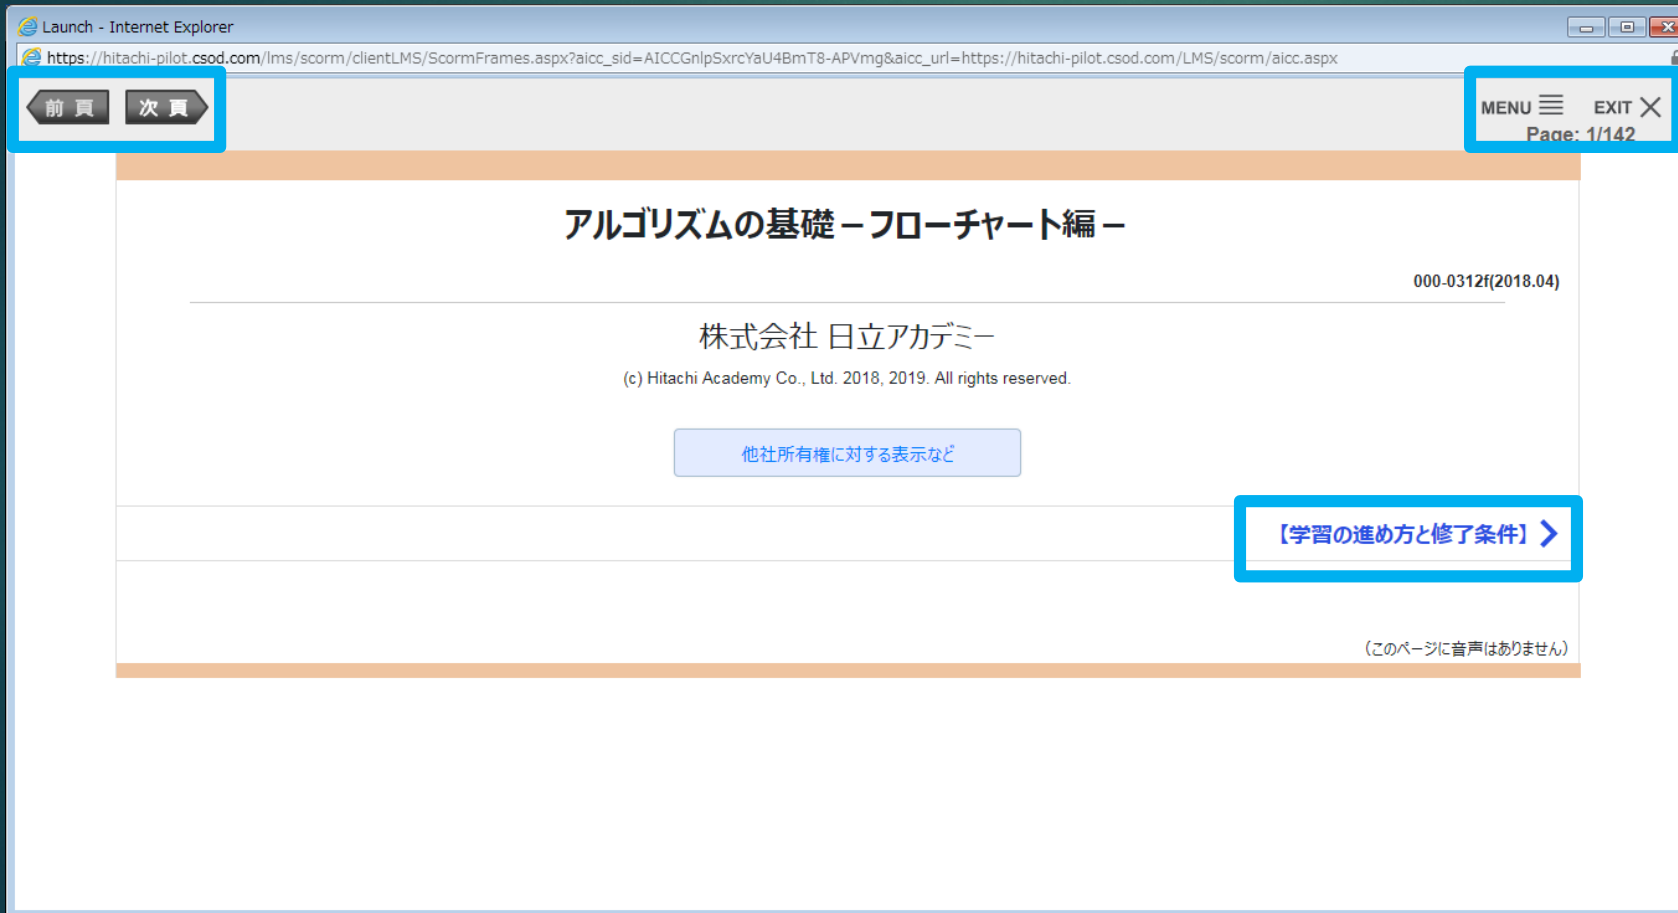 Launch - Internet Explorer
https://hitachi-pilot.csod.com/lms/scorm/clientLMS/ScormFrames.aspx?aicc_sid=AICCGnlpSxrcYaU4BmT8-APVmg&aicc_url=https://hitachi-pilot.csod.com/LMS/scorm/aicc.aspx
前頁 次頁
MENU EXIT
Page: 1/142
アルゴリズムの基礎－フローチャート編－
000-0312f(2018.04)
株式会社 日立アカデミー
(c) Hitachi Academy Co., Ltd. 2018, 2019. All rights reserved.
他社所有権に対する表示など
【学習の進め方と修了条件】
（このページに音声はありません）